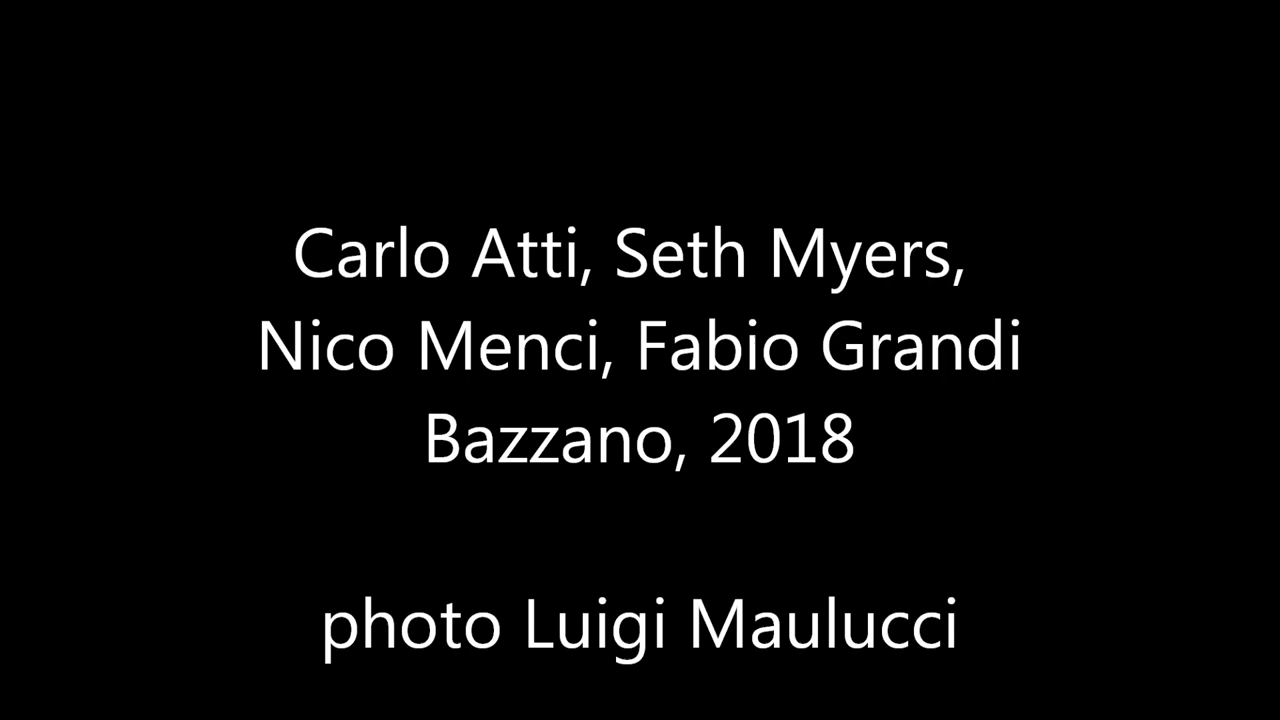 Carlo Atti, Seth Myers,
Nico Menci, Fabio Grandi
Bazzano, 2018
photo Luigi Maulucci